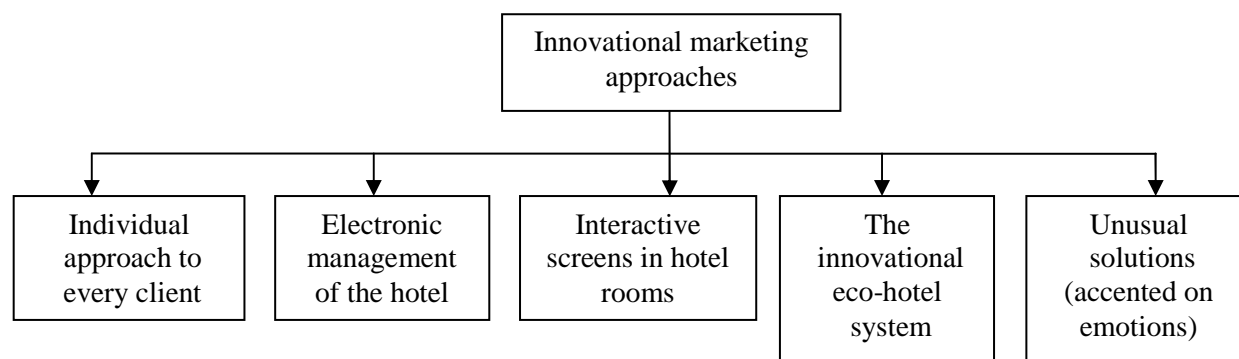 Innovational marketing
approaches
Individual
approach to
every client
Electronic
management
of the hotel
Interactive
screens in hotel
rooms
The
innovational
eco-hotel
system
Unusual
solutions
(accented on
emotions)